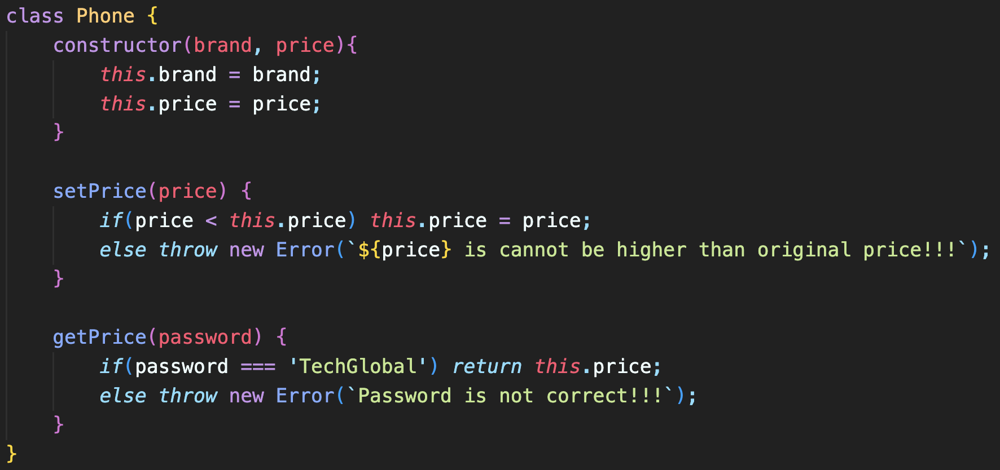 class Phone {
    constructor(brand, price){
        this.brand = brand;
        this.price = price;
    }

    setPrice(price) {
        if(price < this.price) this.price = price;
        else throw new Error(`${price} is cannot be higher than original price!!!`);
    }

    getPrice(password) {
        if(password === 'TechGlobal') return this.price;
        else throw new Error(`Password is not correct!!!`);
    }
}